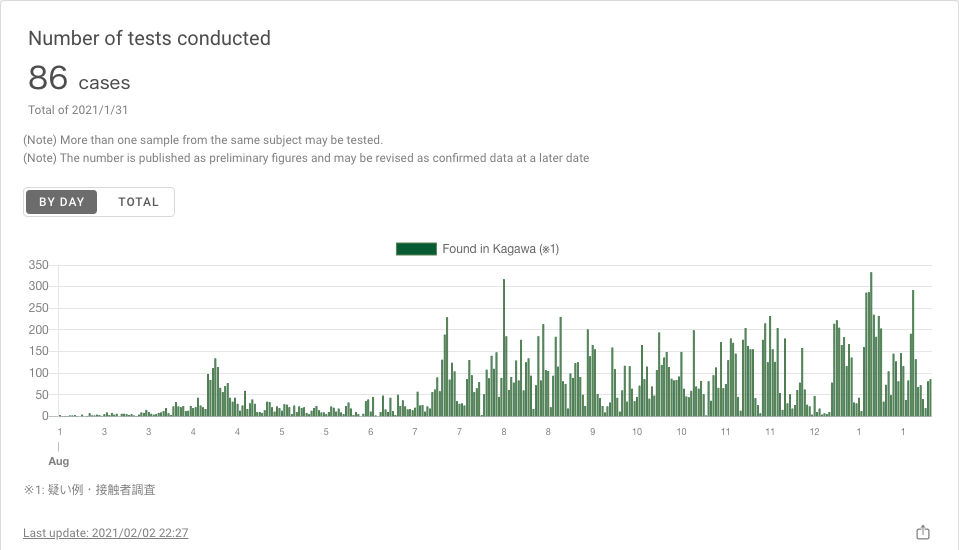 Number of tests conducted
86 cases
Total of 2021/1/31
(Note) More than one sample from the same subject may be tested.
(Note) The number is published as preliminary figures and may be revised as confirmed data at a later date
BY DAY TOTAL
Found in Kagawa (※1)
350
300
250
200
150
100
50
0
1 3 3 4 4 5 5 6 7 7 8 8 9 10 10 11 11 12 1 1
Aug
※1: 疑い例・接触者調査
Last update: 2021/02/02 22:27